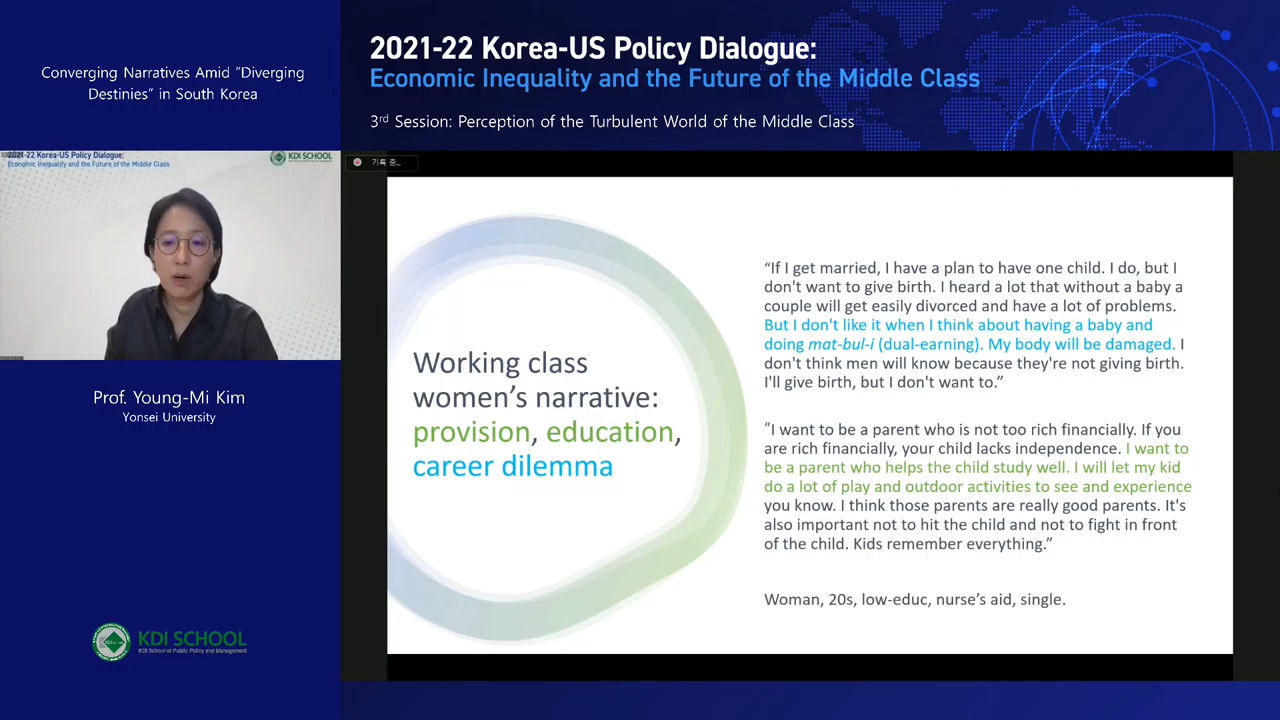 Converging Narratives Amid “Diverging
Destinies” in South Korea
2021-22 Korea-US Policy Dialogue:
Economic Inequality and the Future of the Middle Class
3rd Session: Perception of the Turbulent World of the Middle Class
2021-22 Korea-US Policy Dialogue:
Economic Inequality and the Future of the Middle Class
KDI SCHOOL
기록 중...
Prof. Young-Mi Kim
Yonsei University
KDI SCHOOL
KDI School of Public Policy and Management
Working class
women’s narrative:
provision, education,
career dilemma
“If I get married, I have a plan to have one child. I do, but I
don't want to give birth. I heard a lot that without a baby a
couple will get easily divorced and have a lot of problems.
But I don't like it when I think about having a baby and
doing mat-bul-i (dual-earning). My body will be damaged. I
don't think men will know because they're not giving birth.
I'll give birth, but I don't want to.”
“I want to be a parent who is not too rich financially. If you
are rich financially, your child lacks independence. I want to
be a parent who helps the child study well. I will let my kid
do a lot of play and outdoor activities to see and experience
you know. I think those parents are really good parents. It's
also important not to hit the child and not to fight in front
of the child. Kids remember everything.”
Woman, 20s, low-educ, nurse’s aid, single.